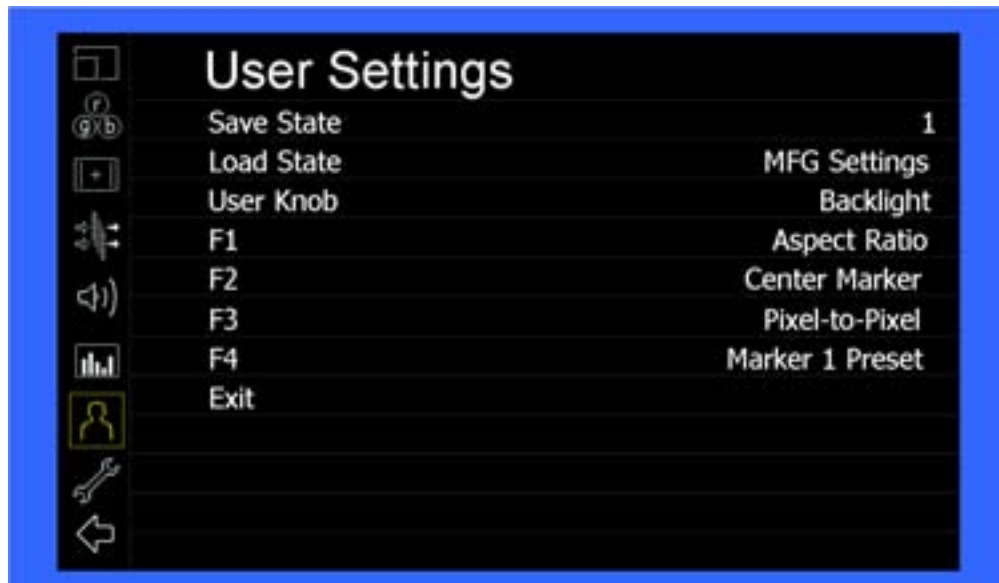 User Settings
Save State 1
Load State MFG Settings
User Knob Backlight
F1 Aspect Ratio
F2 Center Marker
F3 Pixel-to-Pixel
F4 Marker 1 Preset
Exit
r
g b